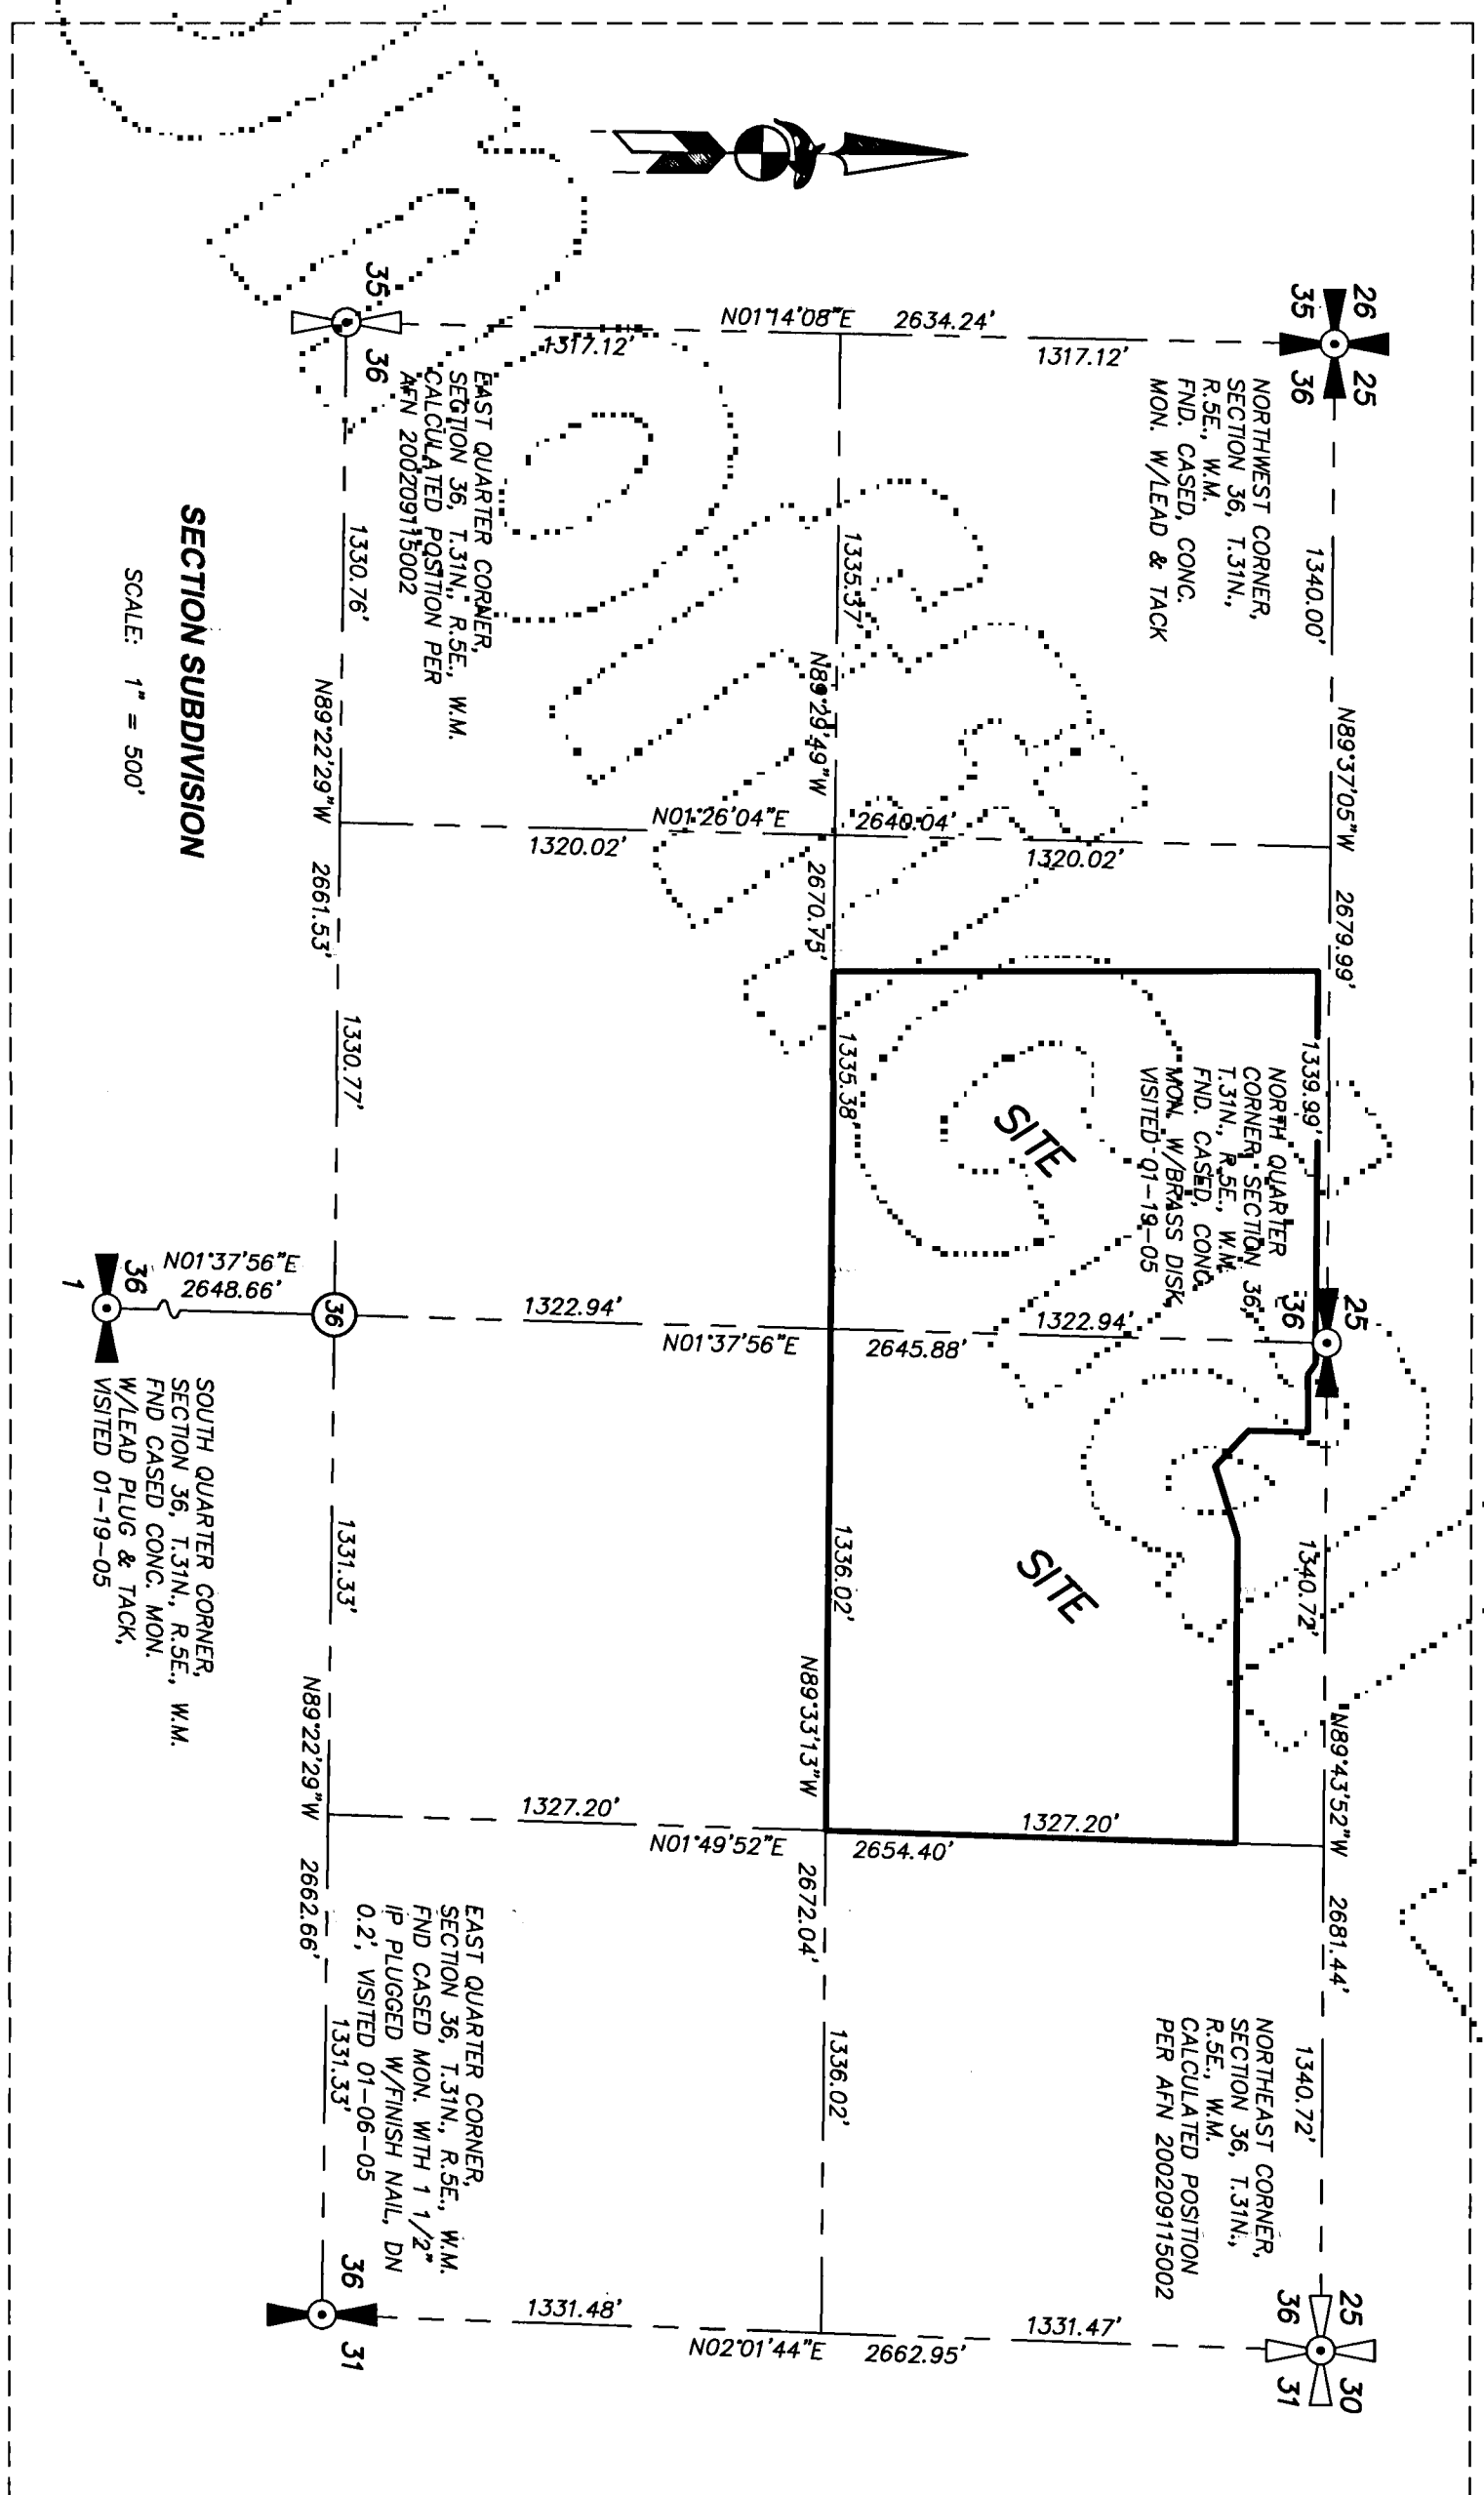 26
25
35
36
NORTHWEST CORNER,
SECTION 36, T.31N.,
R.5E., W.M.
FND. CASED, CONC.
MON. W/LEAD & TACK
1340.00'
N89°37'05"W 2679.99'
1339.99'
NORTH QUARTER
CORNER, SECTION 36,
T.31N., R.5E., W.M.
FND. CASED, CONC.
MON. W/BRASS DISK,
VISITED 01-19-05
25
36
1340.72'
N89°43'52"W 2681.44'
1340.72'
NORTHEAST CORNER,
SECTION 36, T.31N.,
R.5E., W.M.
CALCULATED POSITION
PER AFN 200209115002
25
30
36
31
N01°14'08"E 2634.24'
1317.12'
1317.12'
1335.37'
N89°29'49"W 2670.75'
1335.38'
N01°26'04"E 2640.04'
1320.02'
1320.02'
SITE
SITE
1322.94'
1322.94'
N01°37'56"E 2645.88'
1336.02'
N89°33'13"W 2672.04'
1336.02'
1327.20'
1327.20'
N01°49'52"E 2654.40'
1331.48'
1331.47'
N02°01'44"E 2662.95'
35
36
EAST QUARTER CORNER,
SECTION 36, T.31N., R.5E., W.M.
CALCULATED POSITION PER
AFN 200209115002
1330.76'
N89°22'29"W 2661.53'
1330.77'
36
1331.33'
N89°22'29"W 2662.66'
1331.33'
EAST QUARTER CORNER,
SECTION 36, T.31N., R.5E., W.M.
FND CASED MON. WITH 1 1/2"
IP PLUGGED W/FINISH NAIL, DN
0.2', VISITED 01-06-05
36
31
N01°37'56"E
2648.66'
36
1
SOUTH QUARTER CORNER,
SECTION 36, T.31N., R.5E., W.M.
FND CASED CONC. MON.
W/LEAD PLUG & TACK,
VISITED 01-19-05
SECTION SUBDIVISION
SCALE: 1" = 500'